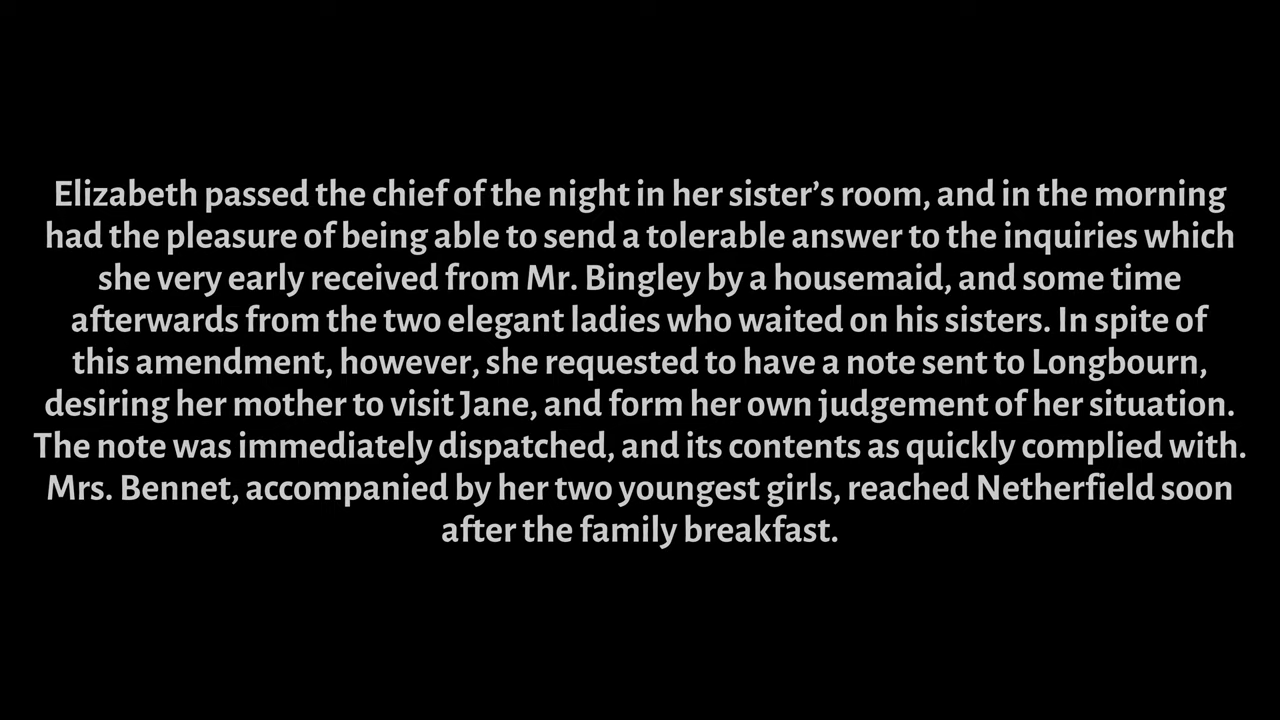 Elizabeth passed the chief of the night in her sister’s room, and in the morning
had the pleasure of being able to send a tolerable answer to the inquiries which
she very early received from Mr. Bingley by a housemaid, and some time
afterwards from the two elegant ladies who waited on his sisters. In spite of
this amendment, however, she requested to have a note sent to Longbourn,
desiring her mother to visit Jane, and form her own judgement of her situation.
The note was immediately dispatched, and its contents as quickly complied with.
Mrs. Bennet, accompanied by her two youngest girls, reached Netherfield soon
after the family breakfast.